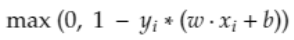 max (0, 1 − yᵢ * (w · xᵢ + b))